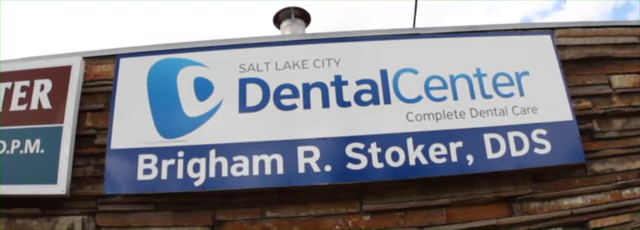 TER
D.P.M.
SALT LAKE CITY
DentalCenter
Complete Dental Care
Brigham R. Stoker, DDS